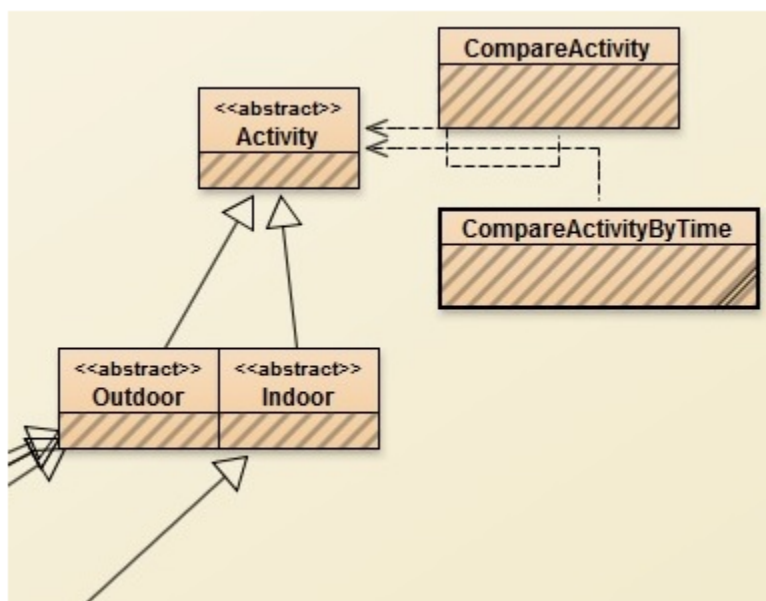 CompareActivity
<<abstract>>
Activity
CompareActivityByTime
<<abstract>>
Outdoor
<<abstract>>
Indoor